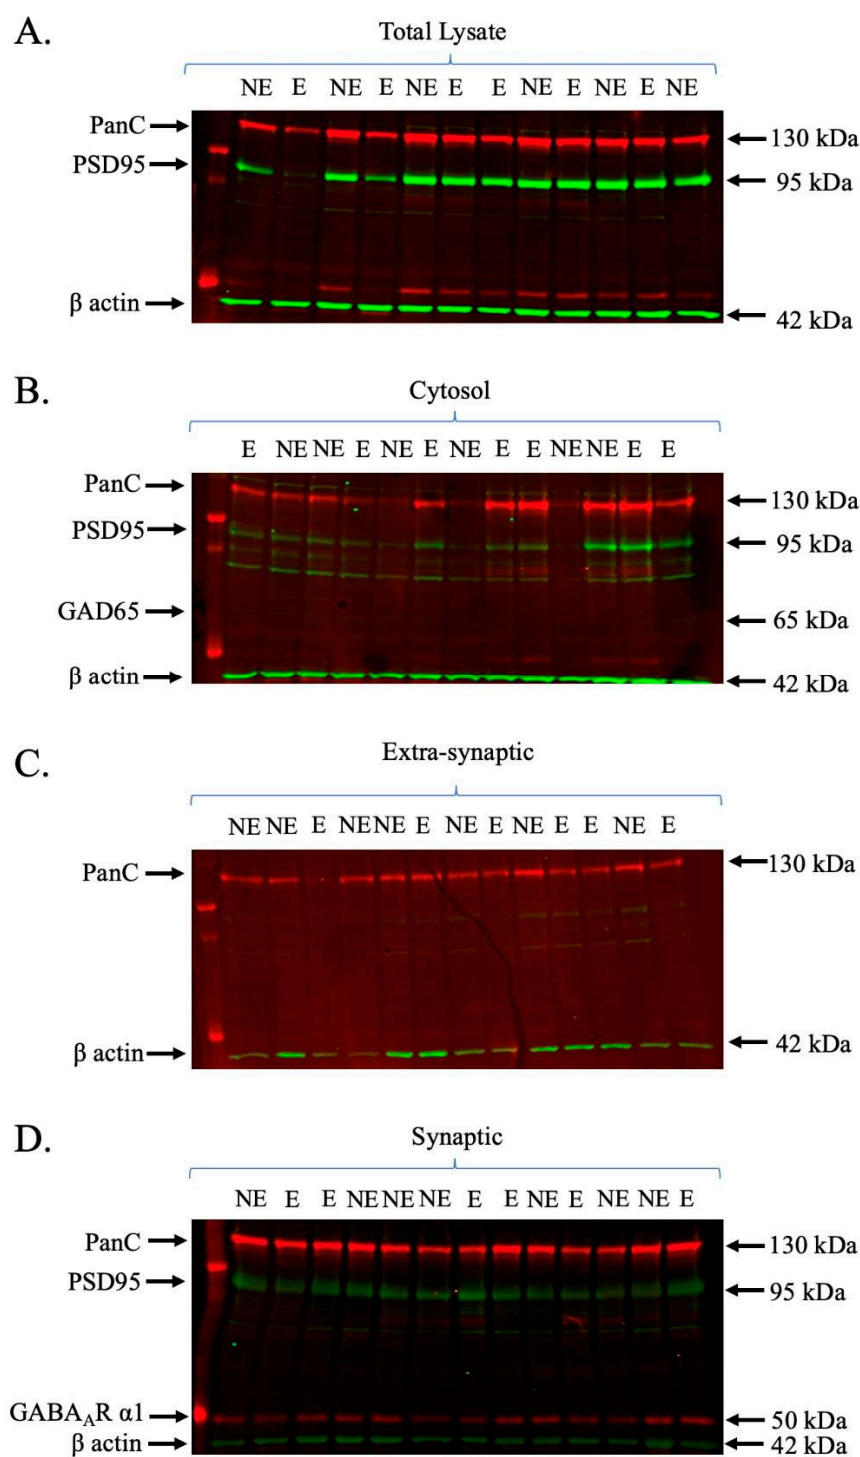 A.
Total Lysate
NE E NE E NE E E NE E NE E NE
PanC
130 kDa
PSD95
95 kDa
β actin
42 kDa
B.
Cytosol
E NE NE E NE E NE E E NE NE E E
PanC
130 kDa
PSD95
95 kDa
GAD65
65 kDa
β actin
42 kDa
C.
Extra-synaptic
NE NE E NE NE E NE E NE E E NE E
130 kDa
PanC
42 kDa
β actin
D.
Synaptic
NE E E NE NE NE E E NE E NE NE E
PanC
130 kDa
PSD95
95 kDa
GABAAR α1
50 kDa
β actin
42 kDa